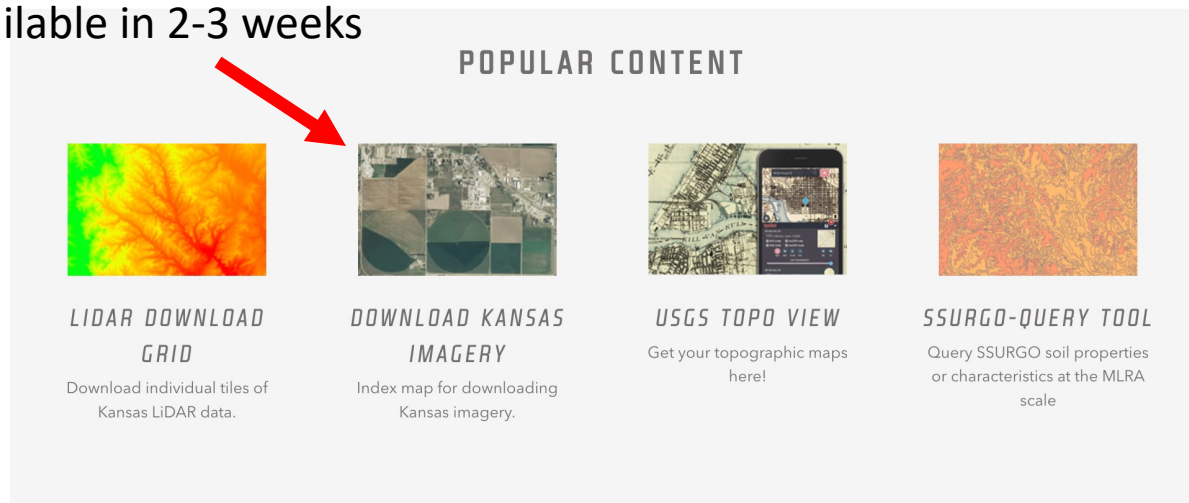 ilable in 2-3 weeks
POPULAR CONTENT
LIDAR DOWNLOAD
GRID
Download individual tiles of
Kansas LiDAR data.
DOWNLOAD KANSAS
IMAGERY
Index map for downloading
Kansas imagery.
USGS TOPO VIEW
Get your topographic maps
here!
SSURGO-QUERY TOOL
Query SSURGO soil properties
or characteristics at the MLRA
scale